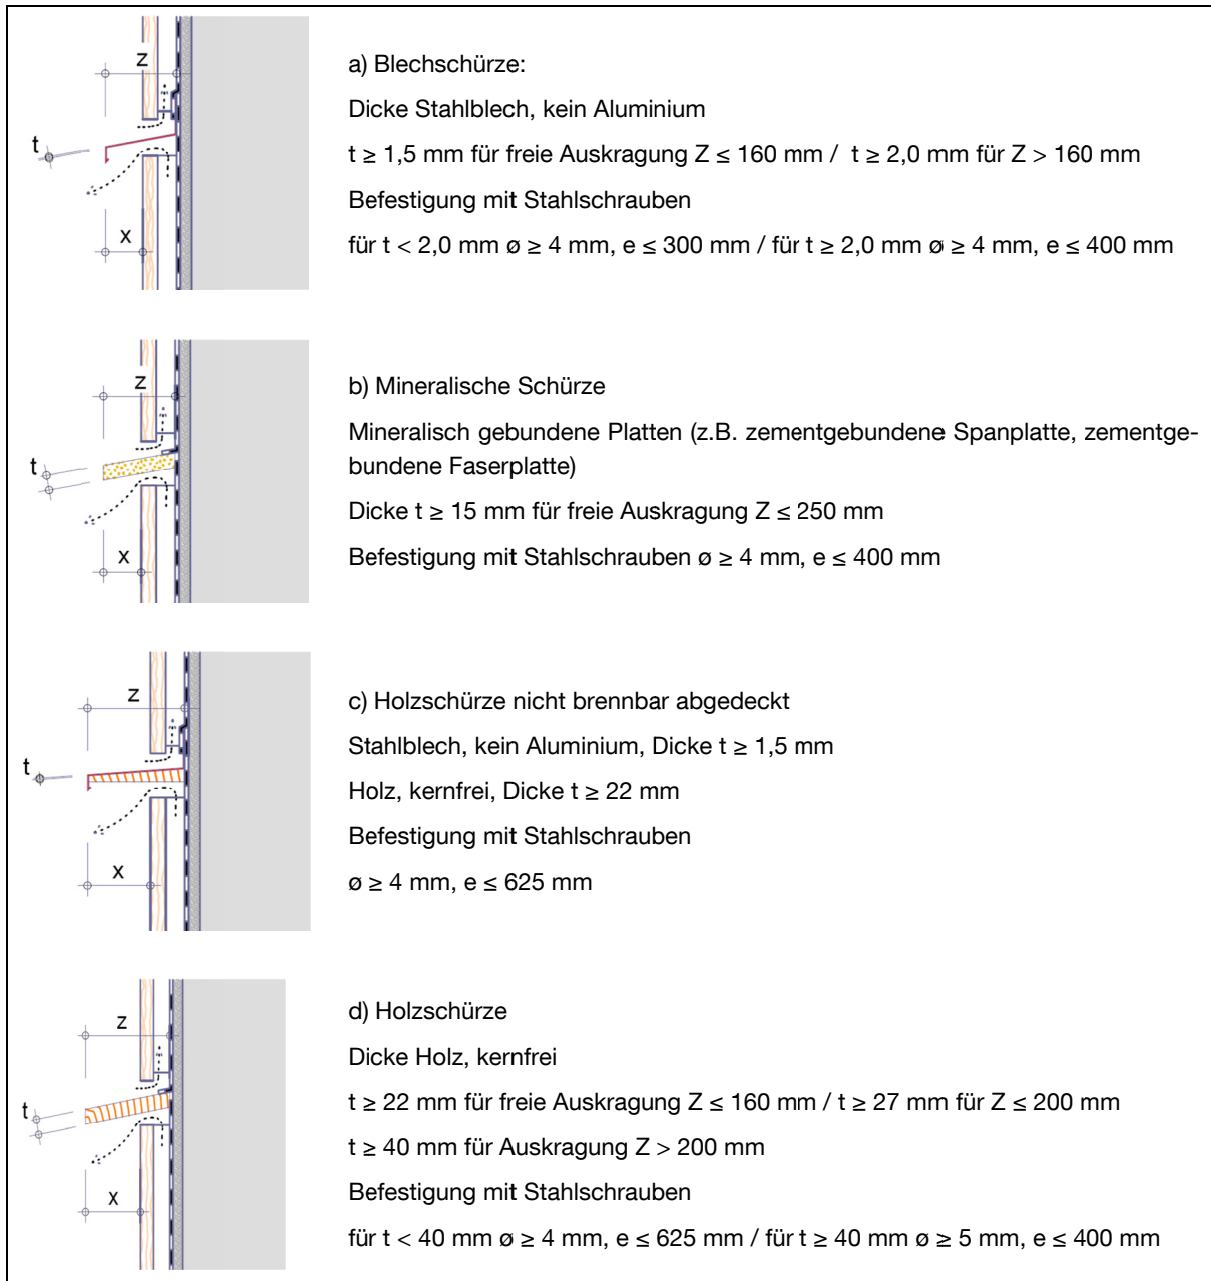 z
a) Blechschürze:
Dicke Stahlblech, kein Aluminium
t
t ≥ 1,5 mm für freie Auskragung Z ≤ 160 mm / t ≥ 2,0 mm für Z > 160 mm
Befestigung mit Stahlschrauben
x
für t < 2,0 mm ø ≥ 4 mm, e ≤ 300 mm / für t ≥ 2,0 mm ø ≥ 4 mm, e ≤ 400 mm
z
b) Mineralische Schürze
Mineralisch gebundene Platten (z.B. zementgebundene Spanplatte, zementge-
bundene Faserplatte)
t
Dicke t ≥ 15 mm für freie Auskragung Z ≤ 250 mm
x
Befestigung mit Stahlschrauben ø ≥ 4 mm, e ≤ 400 mm
z
c) Holzschürze nicht brennbar abgedeckt
Stahlblech, kein Aluminium, Dicke t ≥ 1,5 mm
t
Holz, kernfrei, Dicke t ≥ 22 mm
Befestigung mit Stahlschrauben
x
ø ≥ 4 mm, e ≤ 625 mm
z
d) Holzschürze
Dicke Holz, kernfrei
t
t ≥ 22 mm für freie Auskragung Z ≤ 160 mm / t ≥ 27 mm für Z ≤ 200 mm
t ≥ 40 mm für Auskragung Z > 200 mm
x
Befestigung mit Stahlschrauben
für t < 40 mm ø ≥ 4 mm, e ≤ 625 mm / für t ≥ 40 mm ø ≥ 5 mm, e ≤ 400 mm